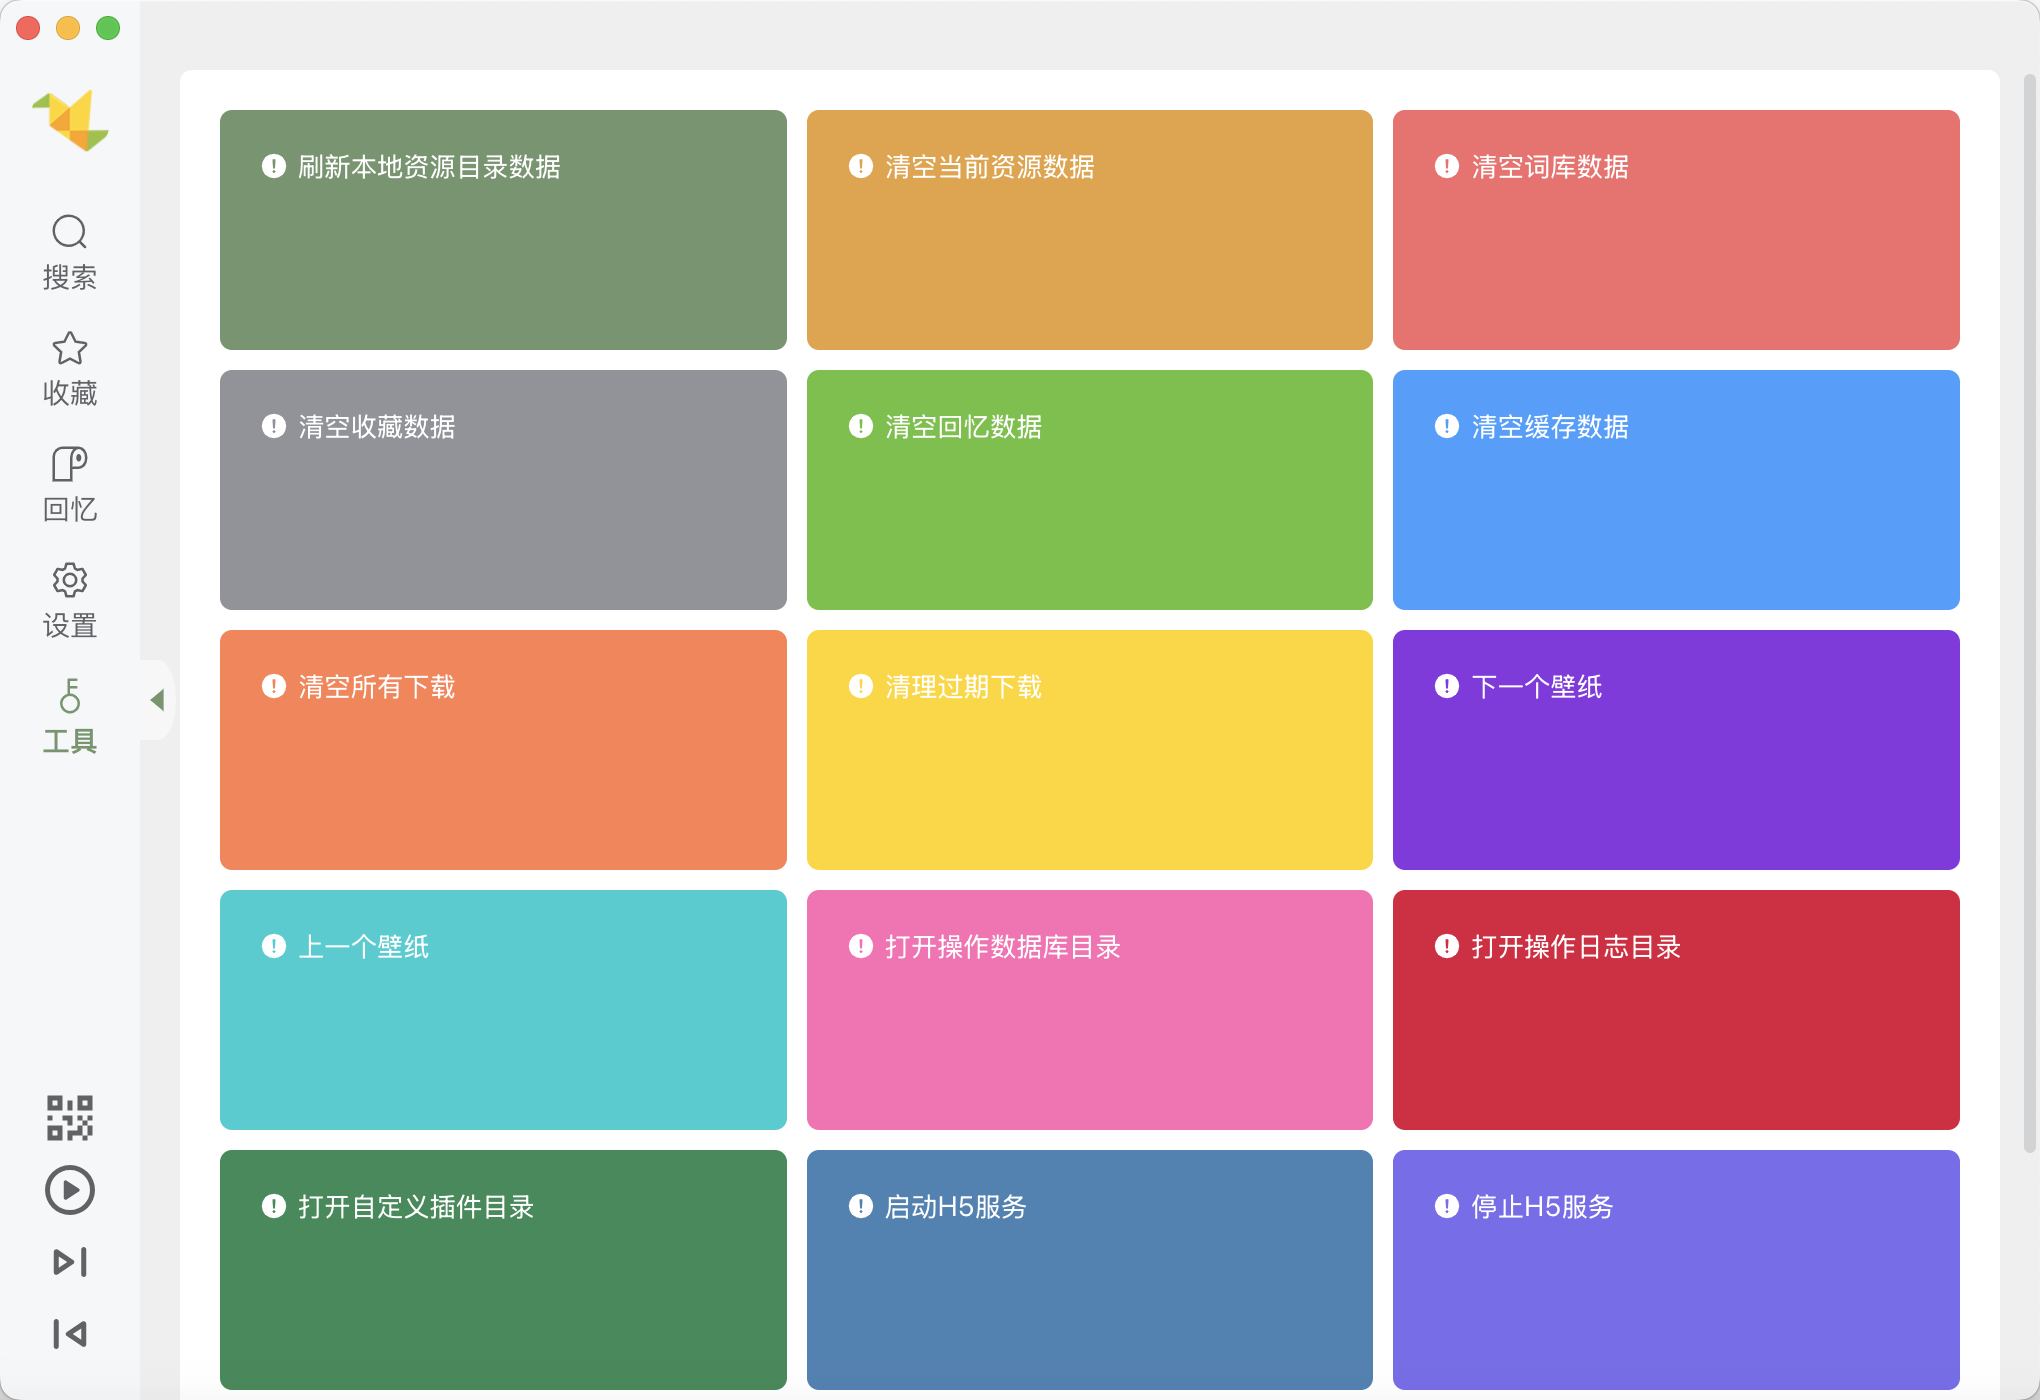 搜索
收藏
回忆
设置
工具
刷新本地资源目录数据
清空当前资源数据
清空词库数据
清空收藏数据
清空回忆数据
清空缓存数据
清空所有下载
清理过期下载
下一个壁纸
上一个壁纸
打开操作数据库目录
打开操作日志目录
打开自定义插件目录
启动H5服务
停止H5服务